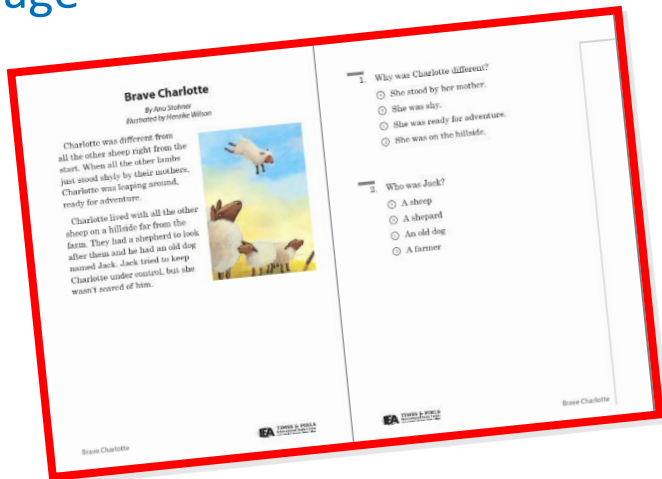 age
Brave Charlotte
By Anu Stohner
Illustrated by Henrike Wilson
Charlotte was different from
all the other sheep right from the
start. When all the other lambs
just stood shyly by their mothers,
Charlotte was leaping around,
ready for adventure.
Charlotte lived with all the other
sheep on a hillside far from the
farm. They had a shepherd to look
after them and he had an old dog
named Jack. Jack tried to keep
Charlotte under control, but she
wasn't scared of him.
Brave Charlotte
IEA TIMSS & PIRLS
1. Why was Charlotte different?
A She stood by her mother.
B She was shy.
C She was ready for adventure.
D She was on the hillside.
2. Who was Jack?
A A sheep
B A shepard
C An old dog
D A farmer
IEA TIMSS & PIRLS
Brave Charlotte